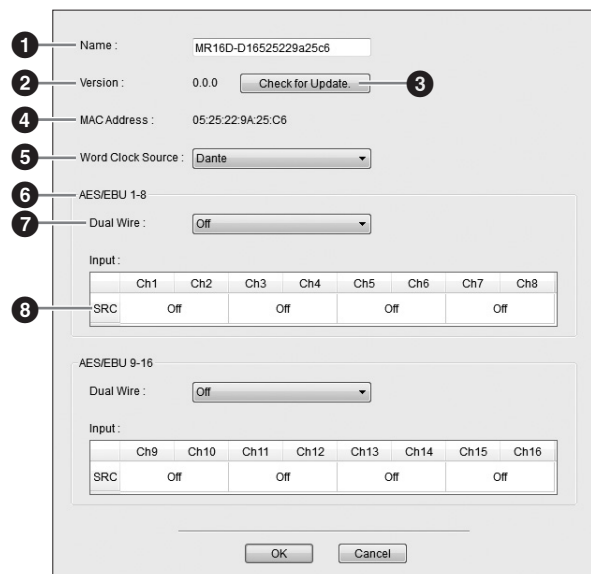 1 Name : MR16D-D16525229a25c6
2 Version : 0.0.0 Check for Update. 3
4 MAC Address : 05:25:22:9A:25:C6
5 Word Clock Source : Dante
6 AES/EBU 1-8
7 Dual Wire : Off
Input :
Ch1 Ch2 Ch3 Ch4 Ch5 Ch6 Ch7 Ch8
8 SRC Off Off Off Off
AES/EBU 9-16
Dual Wire : Off
Input :
Ch9 Ch10 Ch11 Ch12 Ch13 Ch14 Ch15 Ch16
SRC Off Off Off Off
OK Cancel